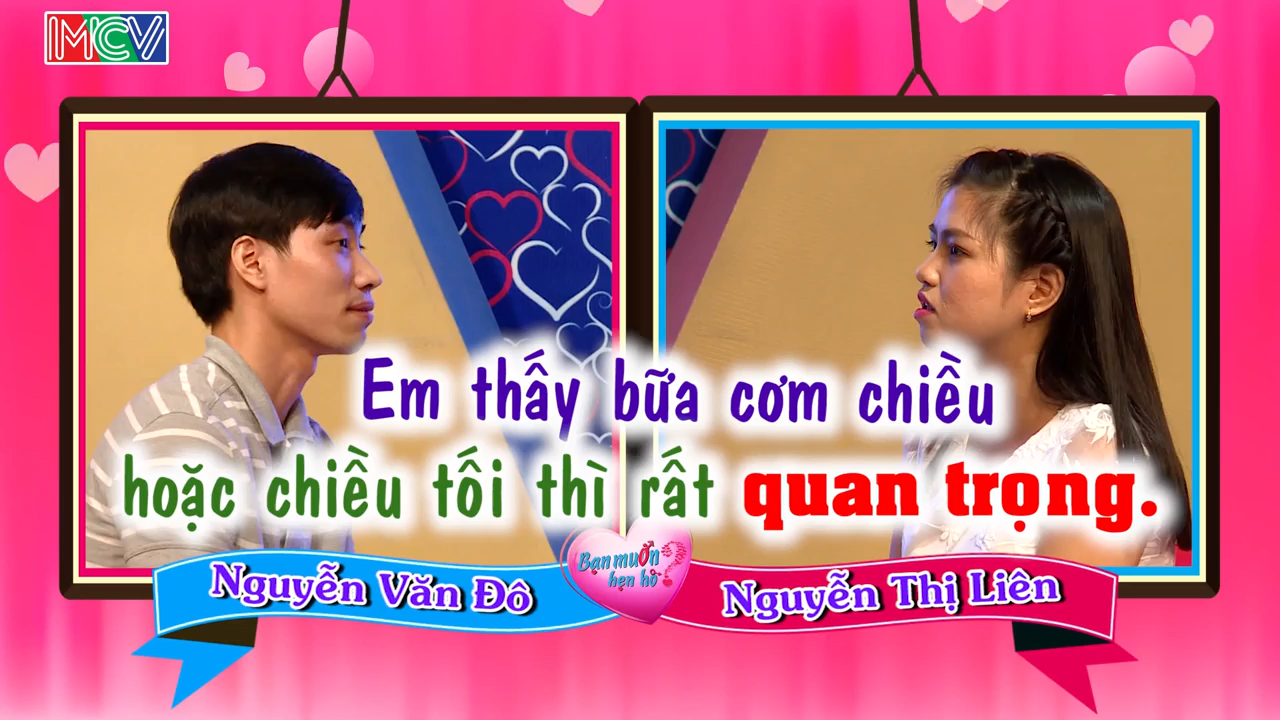 MCV
Em thấy bữa cơm chiều
hoặc chiều tối thì rất quan trọng.
Bạn muốn
hẹn hò
Nguyễn Văn Đô
Nguyễn Thị Liên